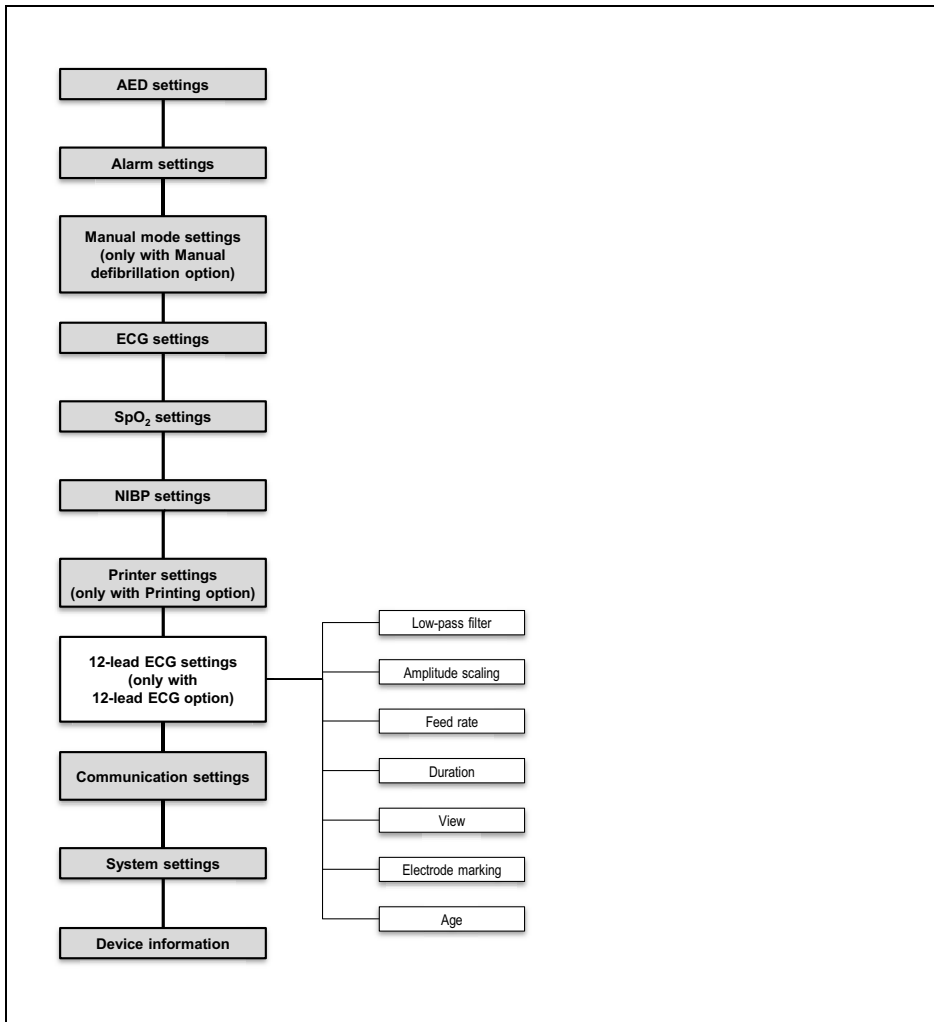 AED settings
Alarm settings
Manual mode settings
(only with Manual
defibrillation option)
ECG settings
SpO₂ settings
NIBP settings
Printer settings
(only with Printing option)
12-lead ECG settings
(only with
12-lead ECG option)
Low-pass filter
Amplitude scaling
Feed rate
Duration
View
Electrode marking
Age
Communication settings
System settings
Device information